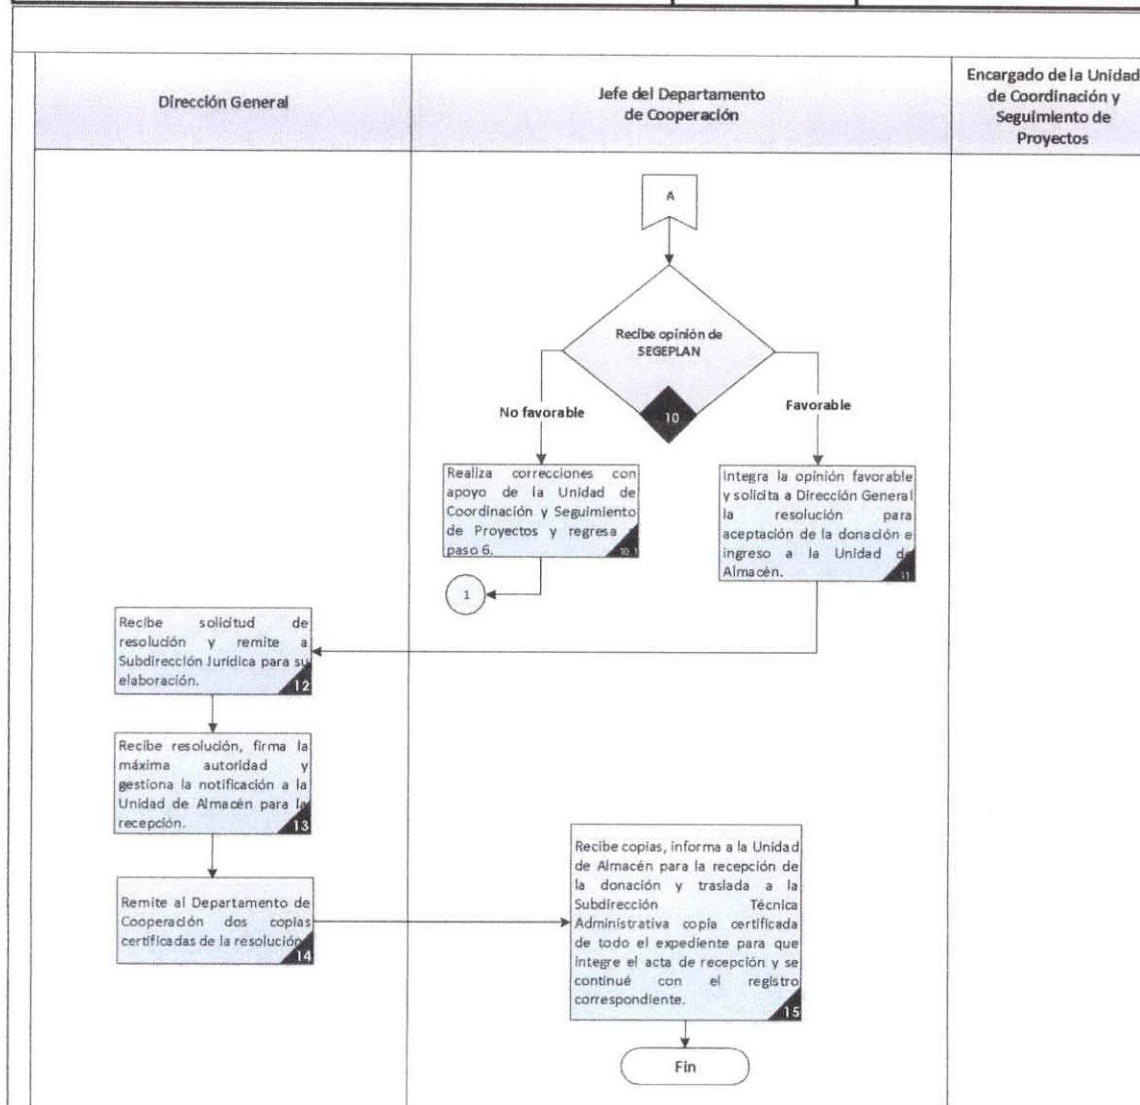 Dirección General
Jefe del Departamento
de Cooperación
Encargado de la Unidad
de Coordinación y
Seguimiento de
Proyectos
A
Recibe opinión de
SEGEPLAN
10
No favorable
Favorable
Realiza correcciones con
apoyo de la Unidad de
Coordinación y Seguimiento
de Proyectos y regresa
paso 6.
10.1
1
Integra la opinión favorable
y solicita a Dirección General
la resolución para
aceptación de la donación e
ingreso a la Unidad de
Almacén.
11
Recibe solicitud de
resolución y remite a
Subdirección Jurídica para su
elaboración.
12
Recibe resolución, firma la
máxima autoridad y
gestiona la notificación a la
Unidad de Almacén para la
recepción.
13
Remite al Departamento de
Cooperación dos copias
certificadas de la resolución
14
Recibe copias, informa a la Unidad
de Almacén para la recepción de
la donación y traslada a la
Subdirección Técnica
Administrativa copia certificada
de todo el expediente para que
integre el acta de recepción y se
continué con el registro
correspondiente.
15
Fin